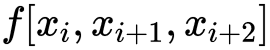 f[x_i, x_{i+1}, x_{i+2}]